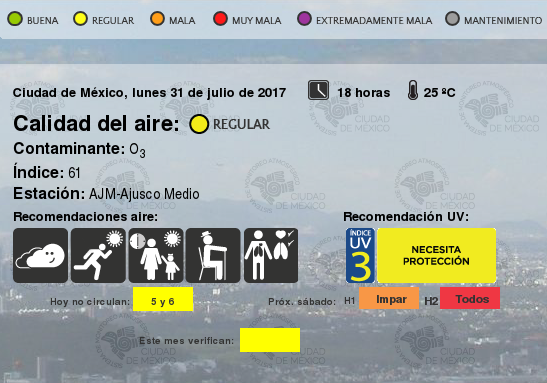 BUENA REGULAR MALA MUY MALA EXTREMADAMENTE MALA MANTENIMIENTO
Ciudad de México, lunes 31 de julio de 2017 18 horas 25 ºC
Calidad del aire: REGULAR
Contaminante: O3
Índice: 61
Estación: AJM-Ajusco Medio
Recomendaciones aire: Recomendación UV:
ÍNDICE
UV
3
NECESITA
PROTECCIÓN
Hoy no circulan: 5 y 6 Próx. sábado: H1 Impar H2 Todos
Este mes verifican:
CIUDAD
DE MÉXICO